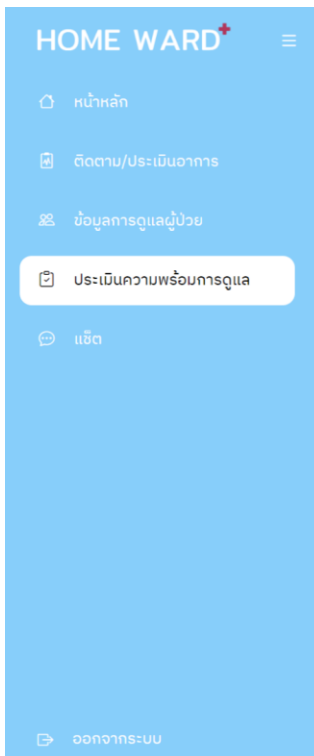 HOME WARD+
หน้าหลัก
ติดตาม/ประเมินอาการ
ข้อมูลการดูแลผู้ป่วย
ประเมินความพร้อมการดูแล
แช็ต
ออกจากระบบ